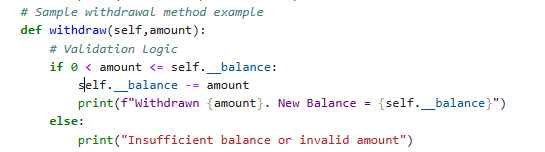 # Sample withdrawal method example
def withdraw(self,amount):
    # Validation Logic
    if 0 < amount <= self.__balance:
        self.__balance -= amount
        print(f"Withdrawn {amount}. New Balance = {self.__balance}")
    else:
        print("Insufficient balance or invalid amount")